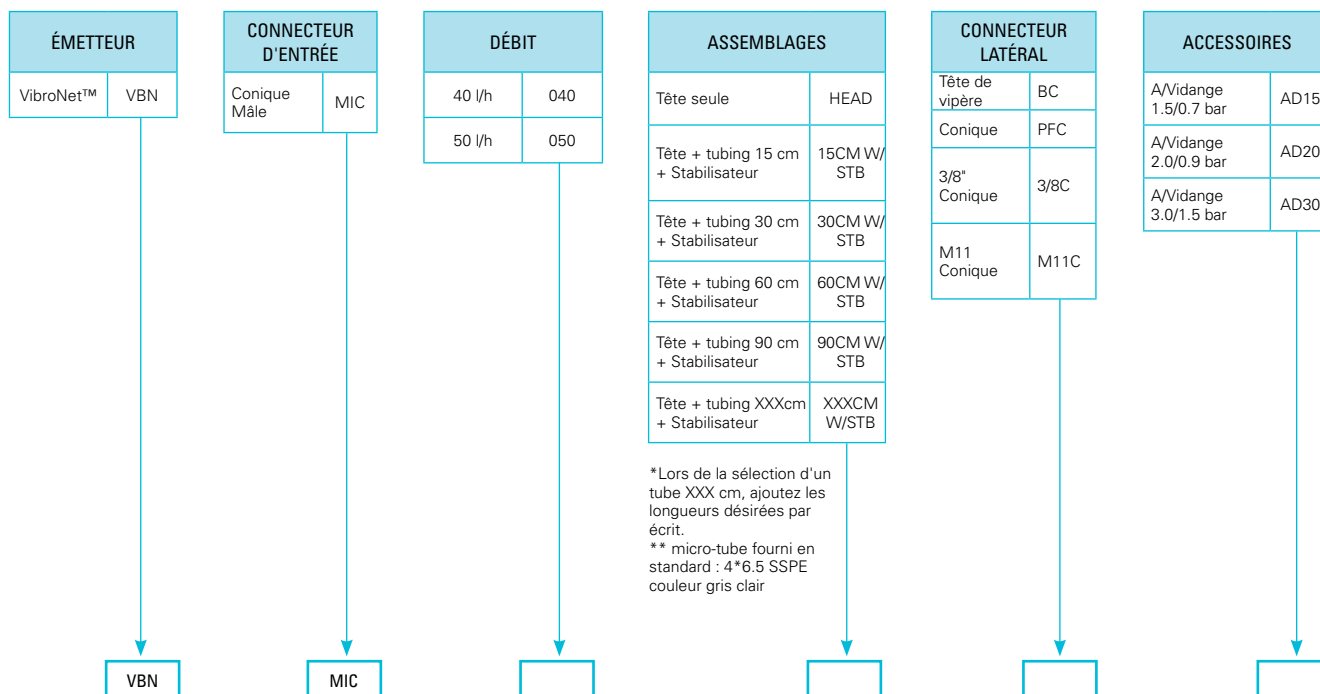 ÉMETTEUR
VibroNet™ VBN
CONNECTEUR
D'ENTRÉE
Conique
Mâle
MIC
DÉBIT
40 l/h 040
50 l/h 050
ASSEMBLAGES
Tête seule HEAD
Tête + tubing 15 cm
+ Stabilisateur
15CM W/
STB
Tête + tubing 30 cm
+ Stabilisateur
30CM W/
STB
Tête + tubing 60 cm
+ Stabilisateur
60CM W/
STB
Tête + tubing 90 cm
+ Stabilisateur
90CM W/
STB
Tête + tubing XXXcm
+ Stabilisateur
XXXCM
W/STB
*Lors de la sélection d'un
tube XXX cm, ajoutez les
longueurs désirées par
écrit.
** micro-tube fourni en
standard : 4*6.5 SSPE
couleur gris clair
CONNECTEUR
LATÉRAL
Tête de
vipère
BC
Conique PFC
3/8"
Conique
3/8C
M11
Conique
M11C
ACCESSOIRES
A/Vidange
1.5/0.7 bar
AD15
A/Vidange
2.0/0.9 bar
AD20
A/Vidange
3.0/1.5 bar
AD30
VBN
MIC